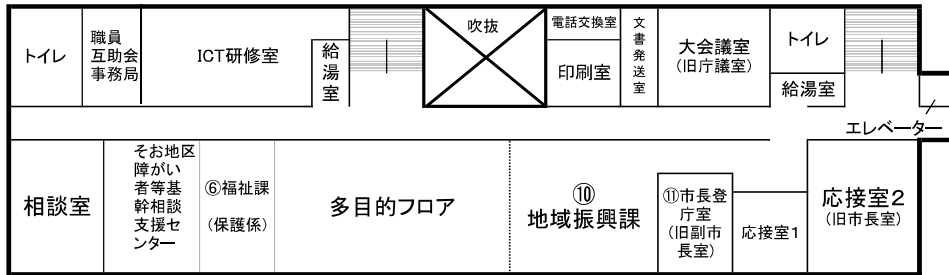 トイレ
職員
互助会
事務局
ICT研修室
給
湯
室
吹抜
電話交換室
印刷室
文
書
発
送
室
大会議室
(旧庁議室)
トイレ
給湯室
エレベーター
相談室
そお地区
障がい
者等基
幹相談
支援セ
ンター
⑥福祉課
(保護係)
多目的フロア
⑩
地域振興課
⑪市長登
庁室
(旧副市
長室)
応接室1
応接室2
(旧市長室)